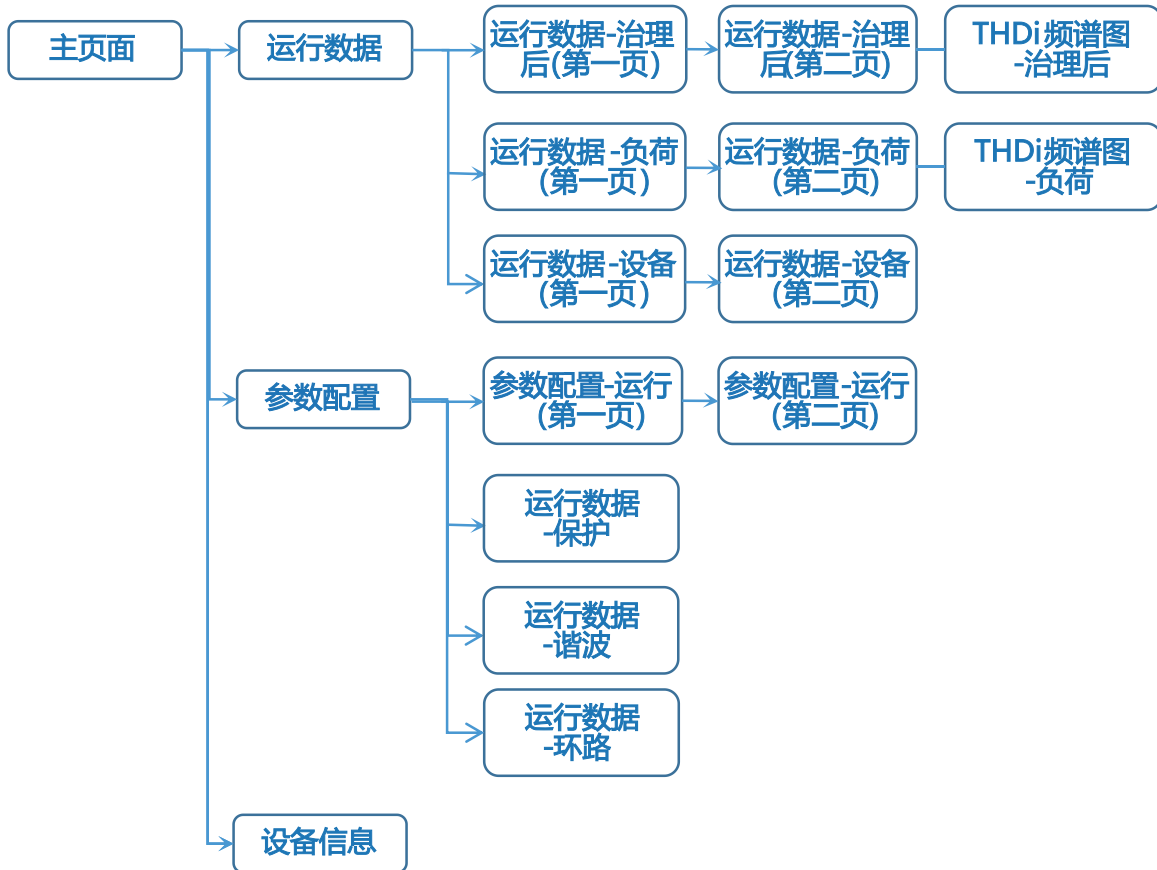 主页面
运行数据
运行数据-治理
后(第一页)
运行数据-治理
后(第二页)
THDi频谱图
-治理后
运行数据-负荷
(第一页)
运行数据-负荷
(第二页)
THDi频谱图
-负荷
运行数据-设备
(第一页)
运行数据-设备
(第二页)
参数配置
参数配置-运行
(第一页)
参数配置-运行
(第二页)
运行数据
-保护
运行数据
-谐波
运行数据
-环路
设备信息